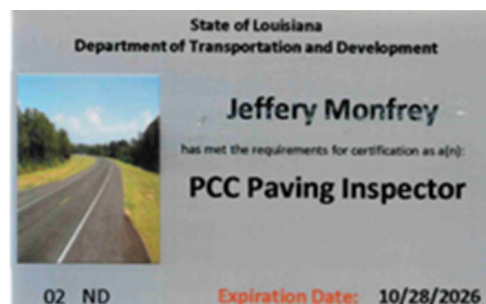 State of Louisiana
Department of Transportation and Development
Jeffery Monfrey
has met the requirements for certification as a(n):
PCC Paving Inspector
02 ND
Expiration Date: 10/28/2026